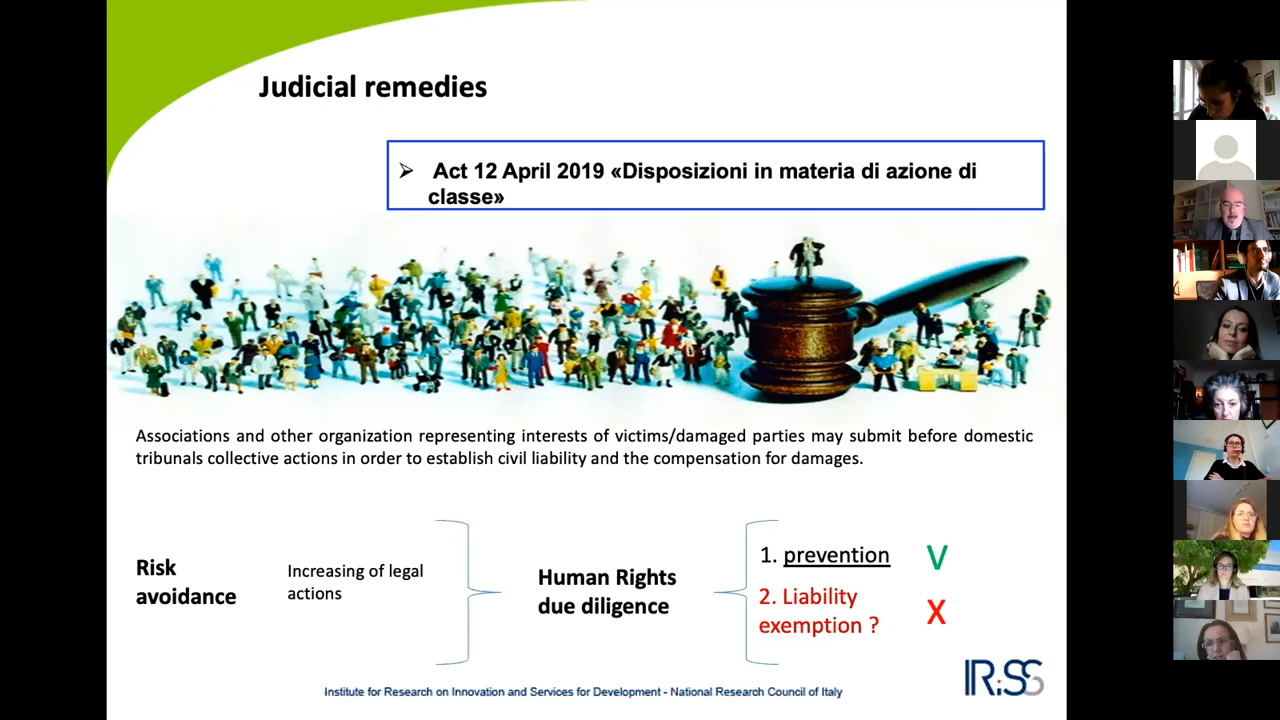 Judicial remedies
➢ Act 12 April 2019 «Disposizioni in materia di azione di
classe»
Associations and other organization representing interests of victims/damaged parties may submit before domestic
tribunals collective actions in order to establish civil liability and the compensation for damages.
Risk
avoidance
Increasing of legal
actions
Human Rights
due diligence
1. prevention
V
2. Liability
exemption ?
X
IRiSS
Institute for Research on Innovation and Services for Development - National Research Council of Italy